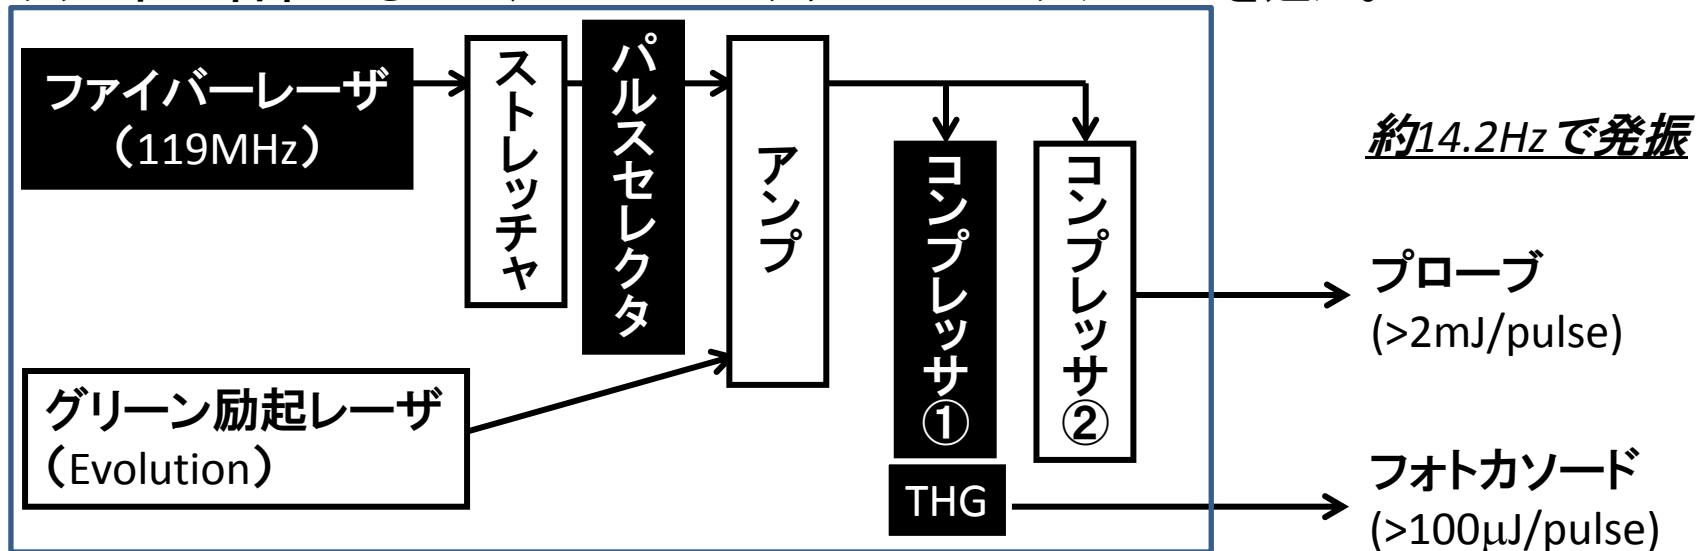 ファイバーレーザ
（119MHz）
ストレッチャ
パルスセレクタ
アンプ
コンプレッサ①
コンプレッサ②
約14.2Hzで発振
プローブ
(>2mJ/pulse)
グリーン励起レーザ
（Evolution）
THG
フォトカソード
(>100μJ/pulse)